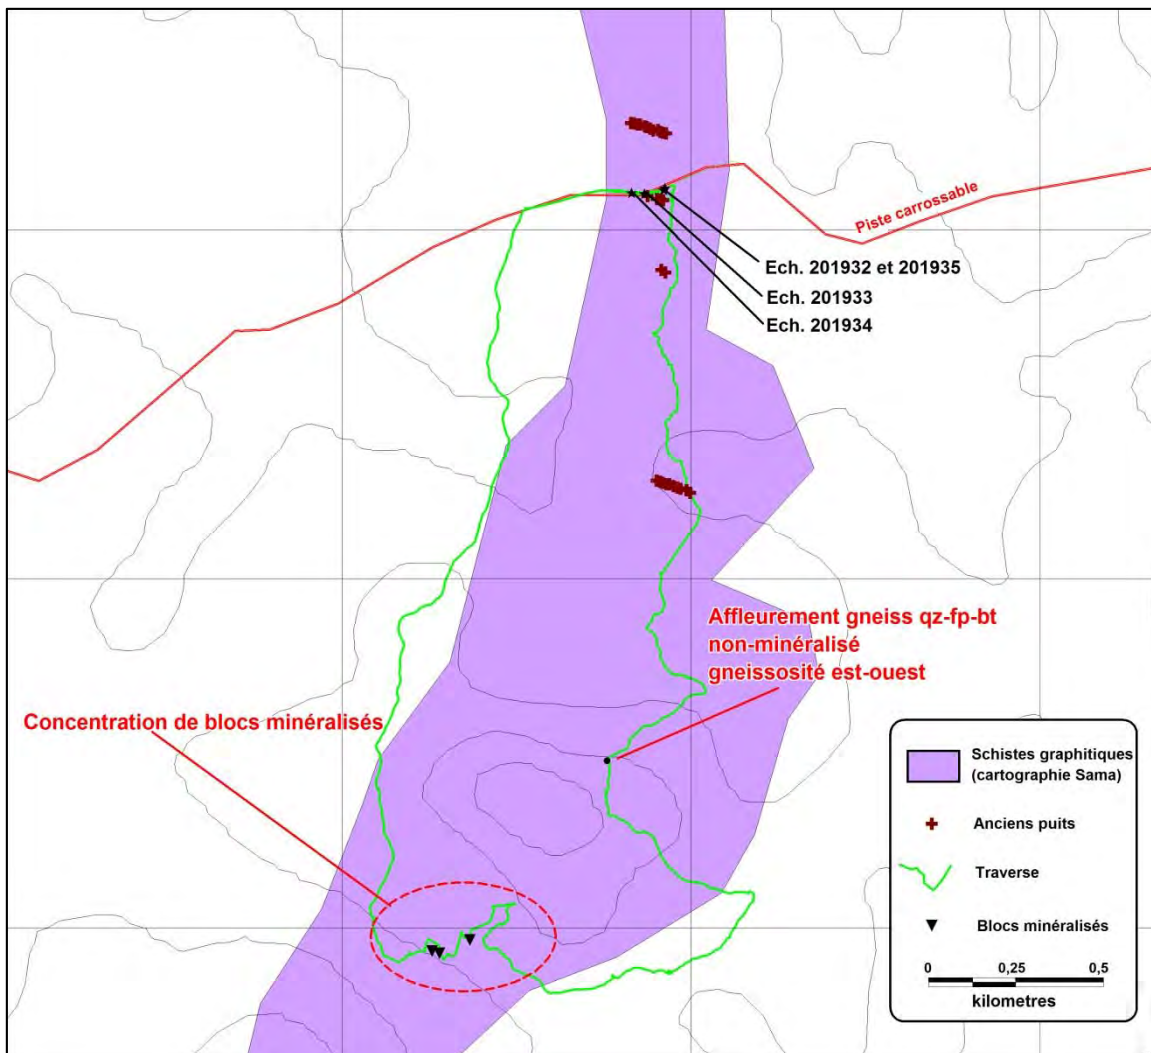 Piste carrossable
Ech. 201932 et 201935
Ech. 201933
Ech. 201934
Affleurement gneiss qz-fp-bt
non-minéralisé
gneissosité est-ouest
Concentration de blocs minéralisés
Schistes graphitiques
(cartographie Sama)
Anciens puits
Traverse
Blocs minéralisés
0 0,25 0,5
kilometres